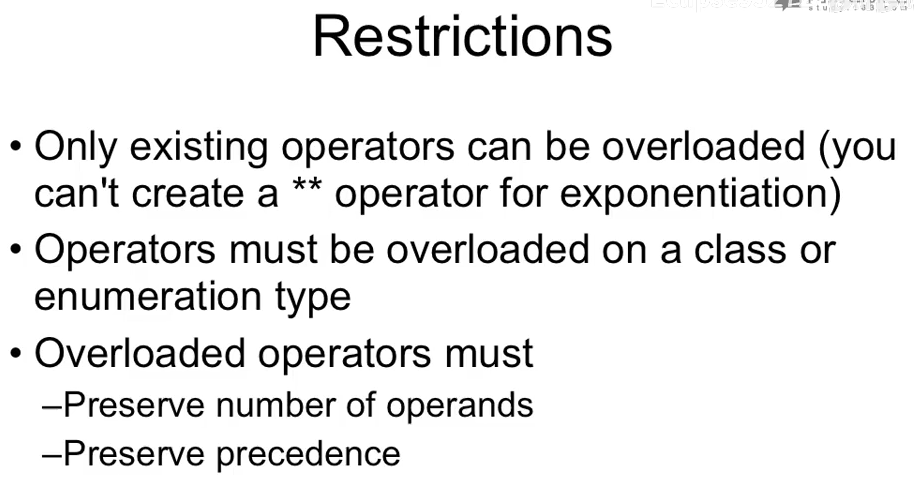 Restrictions
• Only existing operators can be overloaded (you
can't create a ** operator for exponentiation)
• Operators must be overloaded on a class or
enumeration type
• Overloaded operators must
–Preserve number of operands
–Preserve precedence